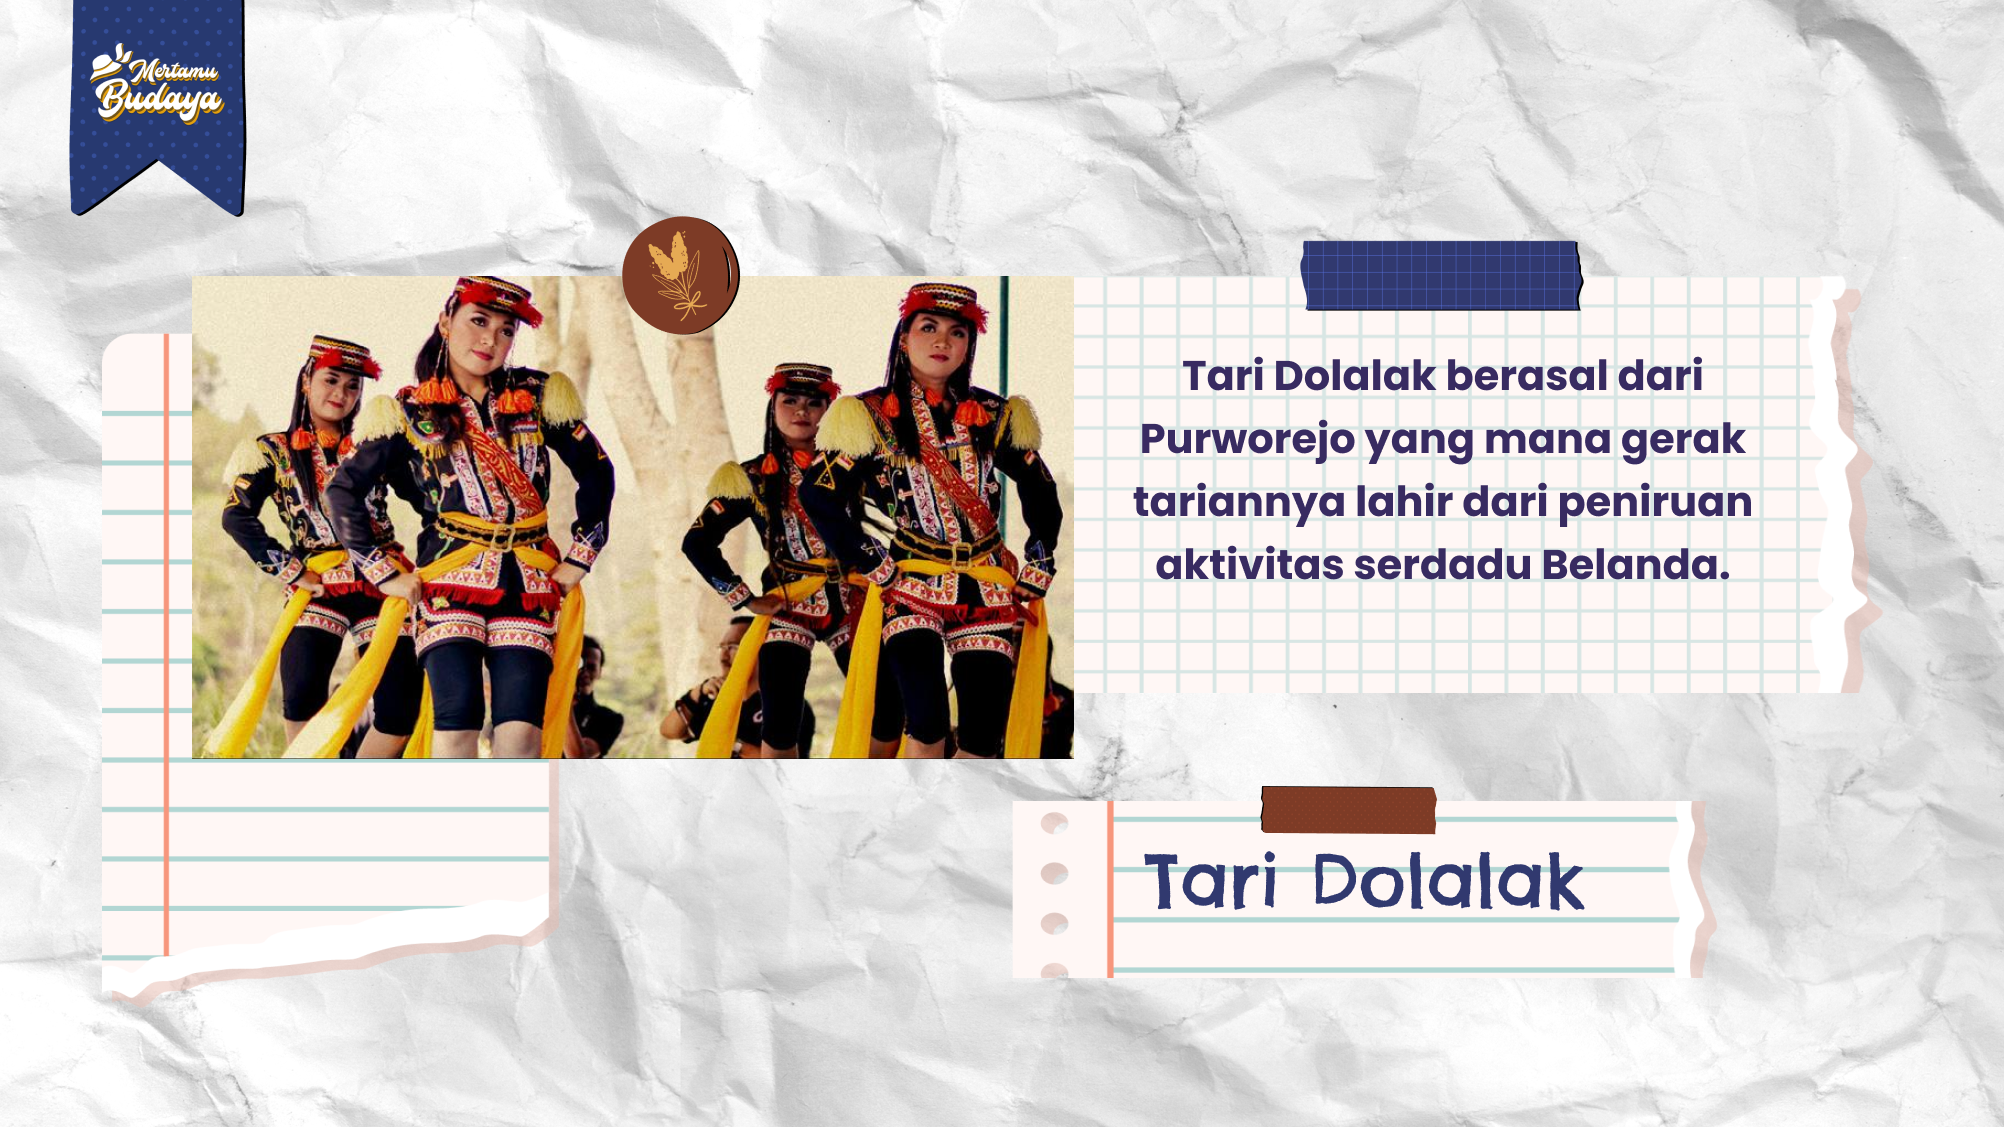 Mertamu
Budaya
Tari Dolalak berasal dari
Purworejo yang mana gerak
tariannya lahir dari peniruan
aktivitas serdadu Belanda.
Tari Dolalak